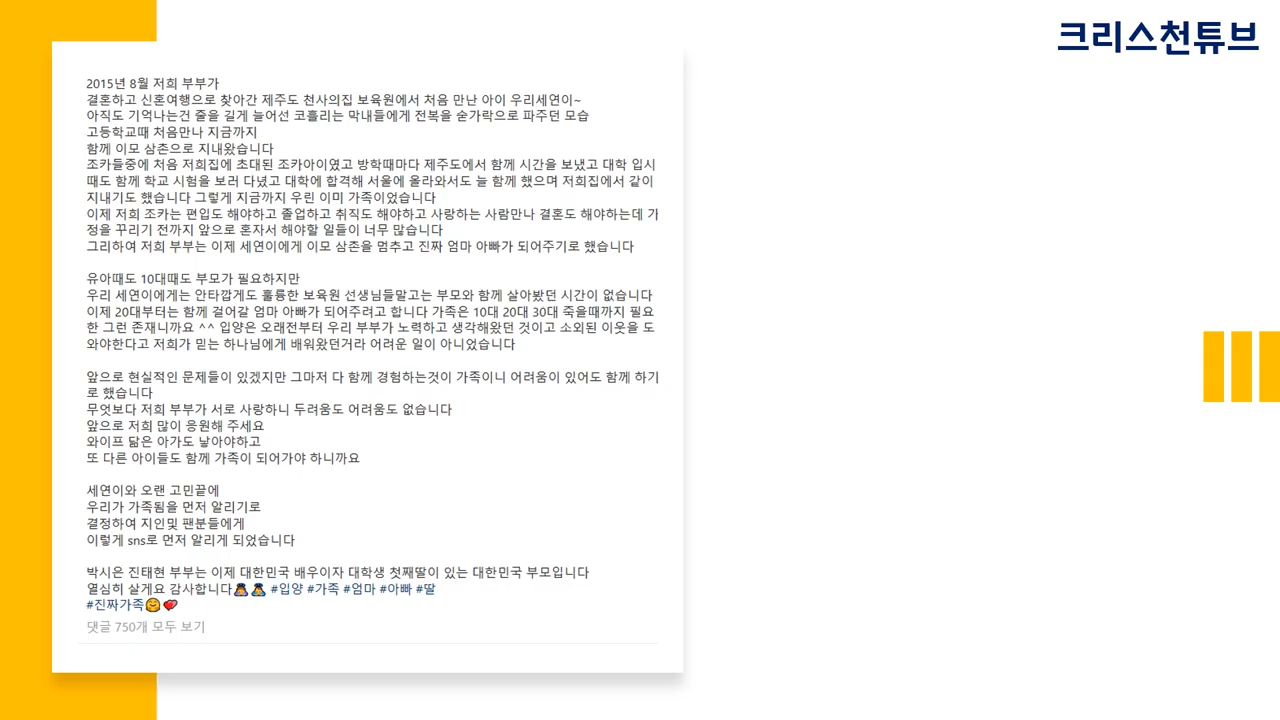 크리스천튜브
2015년 8월 저희 부부가
결혼하고 신혼여행으로 찾아간 제주도 천사의집 보육원에서 처음 만난 아이 우리세연이~
아직도 기억나는건 줄을 길게 늘어선 코흘리는 막내들에게 전복을 숟가락으로 파주던 모습
고등학교때 처음만나 지금까지
함께 이모 삼촌으로 지내왔습니다
조카들중에 처음 저희집에 초대된 조카아이였고 방학때마다 제주도에서 함께 시간을 보냈고 대학 입시
때도 함께 학교 시험을 보러 다녔고 대학에 합격해 서울에 올라와서도 늘 함께 했으며 저희집에서 같이
지내기도 했습니다 그렇게 지금까지 우린 이미 가족이었습니다
이제 저희 조카는 편입도 해야하고 졸업하고 취직도 해야하고 사랑하는 사람만나 결혼도 해야하는데 가
정을 꾸리기 전까지 앞으로 혼자서 해야할 일들이 너무 많습니다
그리하여 저희 부부는 이제 세연이에게 이모 삼촌을 멈추고 진짜 엄마 아빠가 되어주기로 했습니다
유아때도 10대때도 부모가 필요하지만
우리 세연이에게는 안타깝게도 훌륭한 보육원 선생님들말고는 부모와 함께 살아봤던 시간이 없습니다
이제 20대부터는 함께 걸어갈 엄마 아빠가 되어주려고 합니다 가족은 10대 20대 30대 죽을때까지 필요
한 그런 존재니까요 ^^ 입양은 오래전부터 우리 부부가 노력하고 생각해왔던 것이고 소외된 이웃을 도
와야한다고 저희가 믿는 하나님에게 배워왔던거라 어려운 일이 아니었습니다
앞으로 현실적인 문제들이 있겠지만 그마저 다 함께 경험하는것이 가족이니 어려움이 있어도 함께 하기
로 했습니다
무엇보다 저희 부부가 서로 사랑하니 두려움도 어려움도 없습니다
앞으로 저희 많이 응원해 주세요
와이프 닮은 아가도 낳아야하고
또 다른 아이들도 함께 가족이 되어가야 하니까요
세연이와 오랜 고민끝에
우리가 가족됨을 먼저 알리기로
결정하여 지인및 팬분들에게
이렇게 sns로 먼저 알리게 되었습니다
박시은 진태현 부부는 이제 대한민국 배우이자 대학생 첫째딸이 있는 대한민국 부모입니다
열심히 살게요 감사합니다 #입양 #가족 #엄마 #아빠 #딸
#진짜가족
댓글 750개 모두 보기